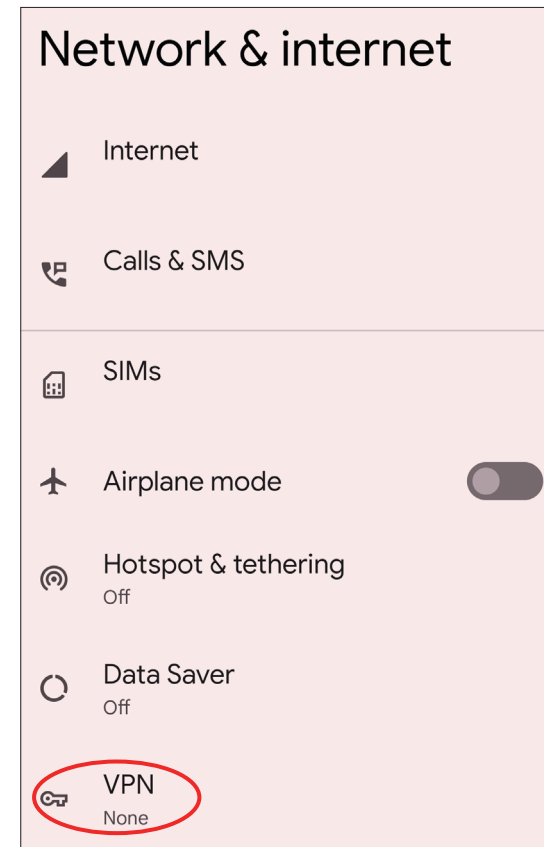 Network & internet
Internet
Calls & SMS
SIMs
Airplane mode
Hotspot & tethering
Off
Data Saver
Off
VPN
None